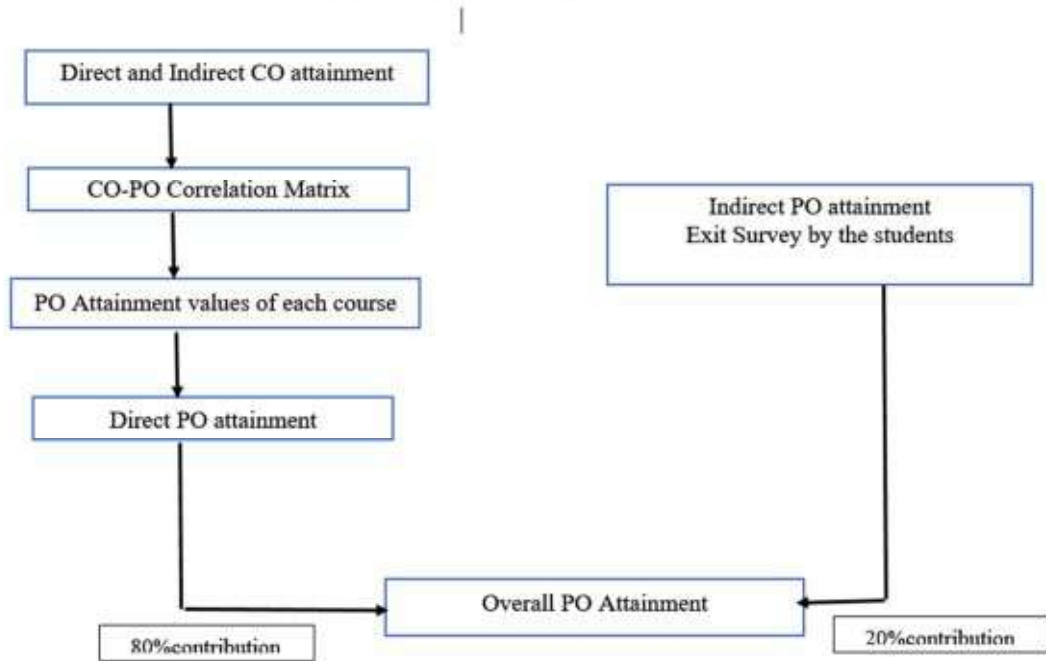 Direct and Indirect CO attainment
CO-PO Correlation Matrix
PO Attainment values of each course
Direct PO attainment
Indirect PO attainment
Exit Survey by the students
Overall PO Attainment
80%contribution
20%contribution